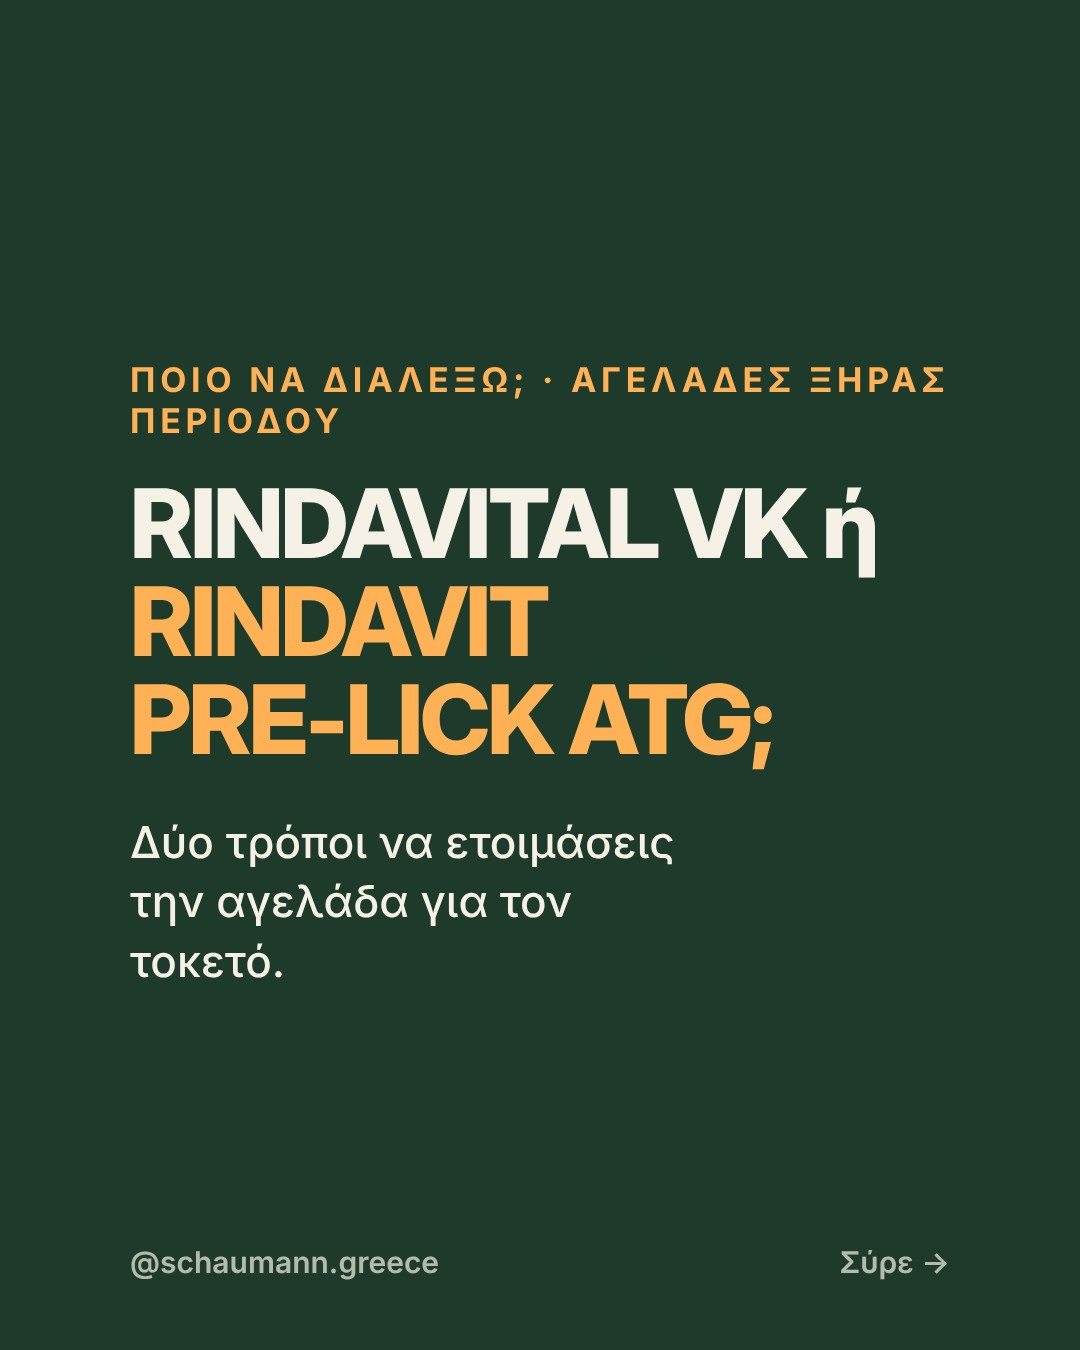 ΠΟΙΟ ΝΑ ΔΙΑΛΕΞΩ; · ΑΓΕΛΑΔΕΣ ΞΗΡΑΣ
ΠΕΡΙΟΔΟΥ
RINDAVITAL VK ή
RINDAVIT
PRE-LICK ATG;
Δύο τρόποι να ετοιμάσεις
την αγελάδα για τον
τοκετό.
@schaumann.greece
Σύρε →